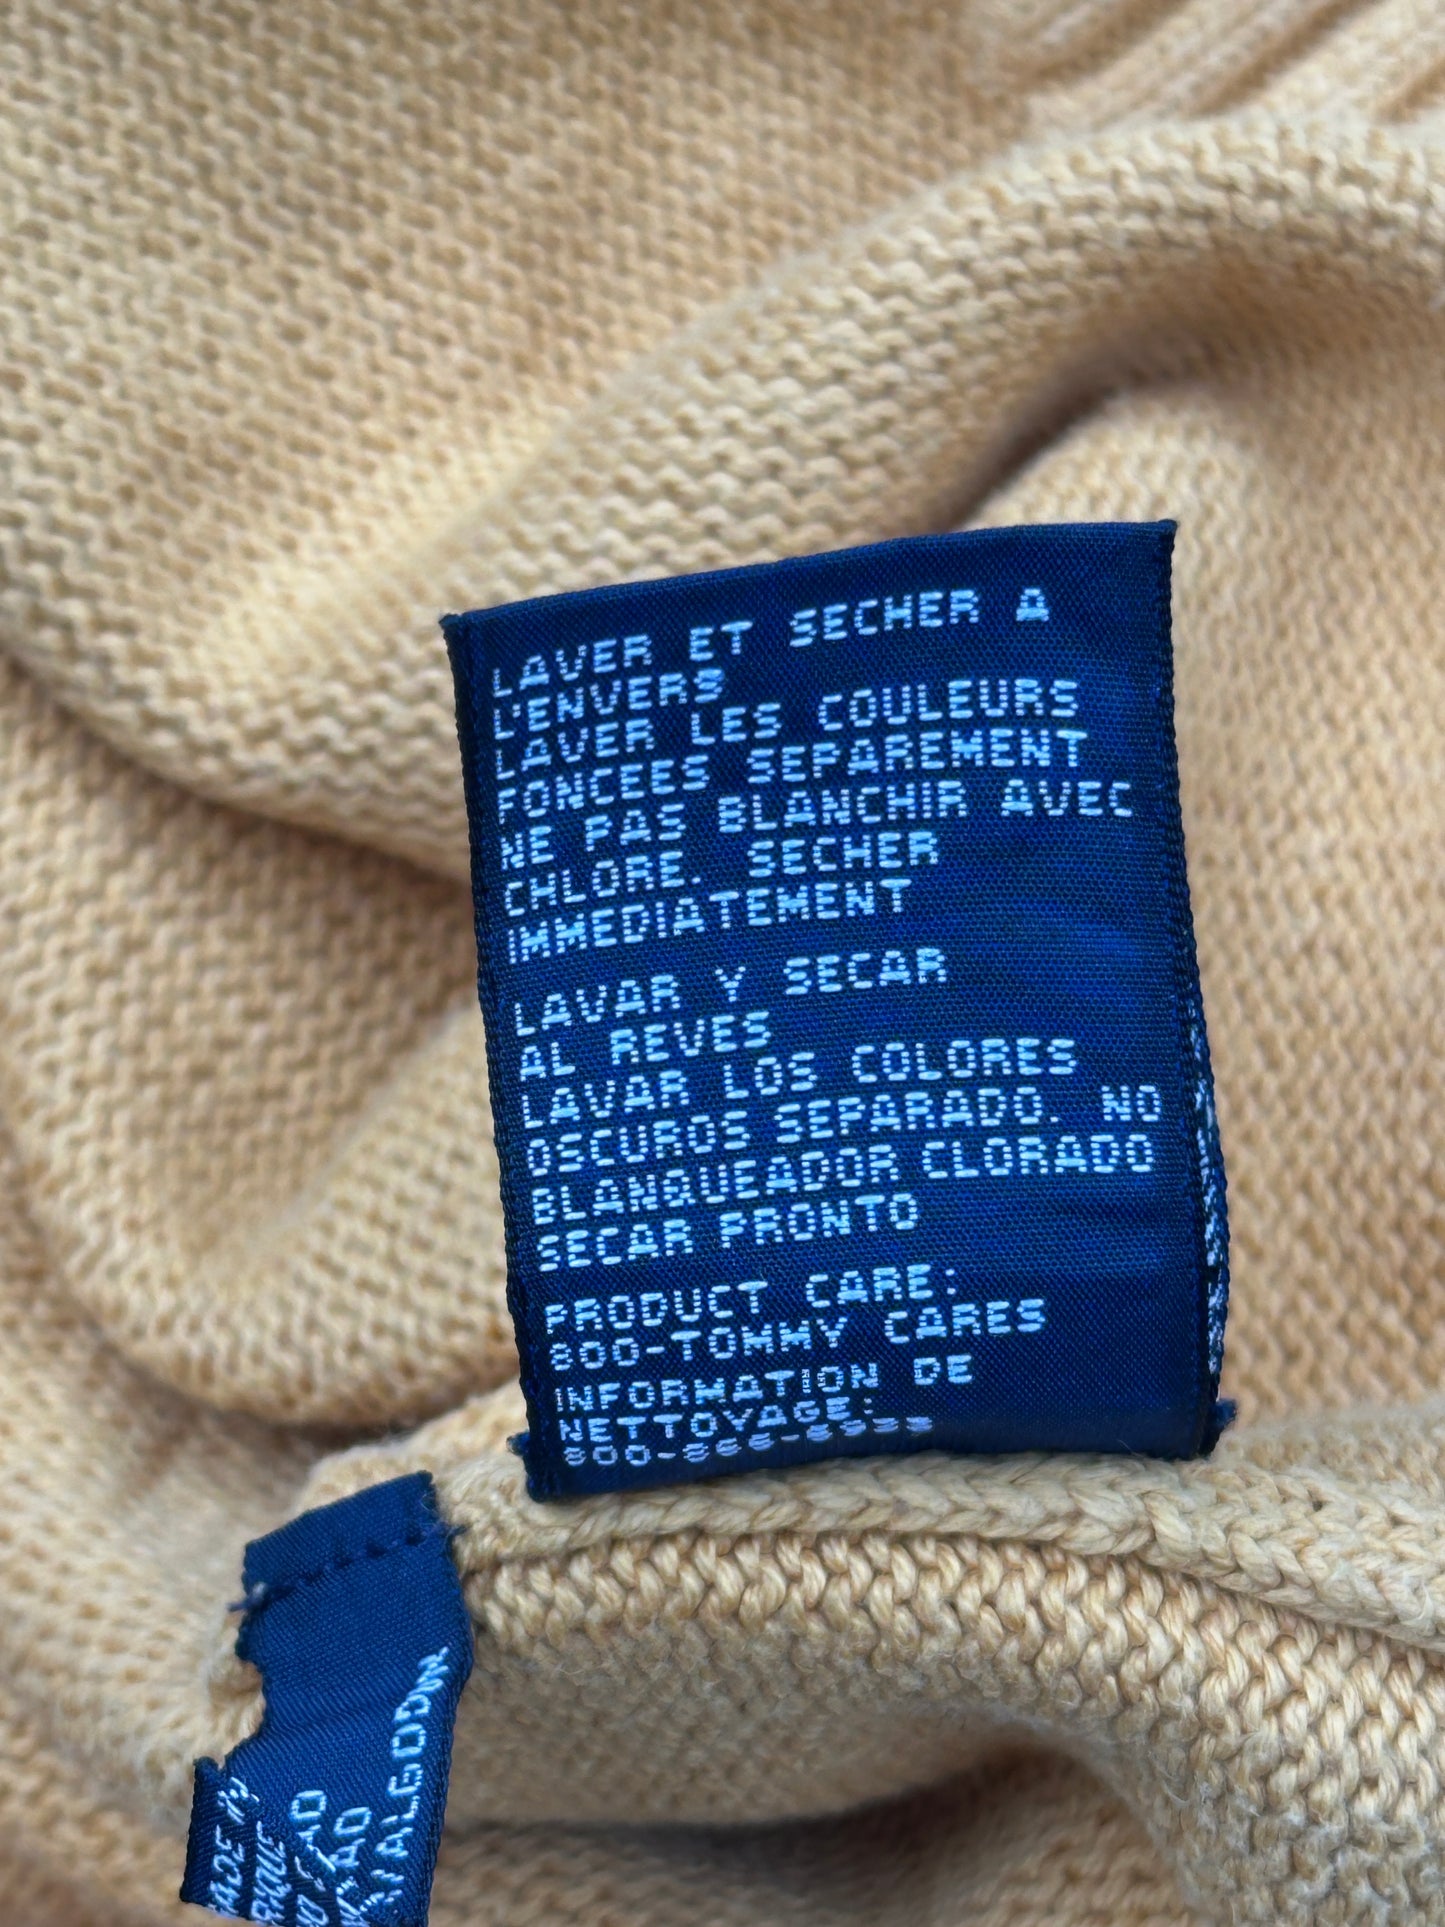 LAVER ET SECHER A
L'ENVERS
LAVER LES COULEURS
FONCEES SEPAREMENT
NE PAS BLANCHIR AVEC
CHLORE. SECHER
IMMEDIATEMENT
LAVAR Y SECAR
AL REVES
LAVAR LOS COLORES
OSCUROS SEPARADO. NO
BLANQUEADOR CLORADO
SECAR PRONTO
PRODUCT CARE:
800-TOMMY CARES
INFORMATION DE
NETTOYAGE:
MADE